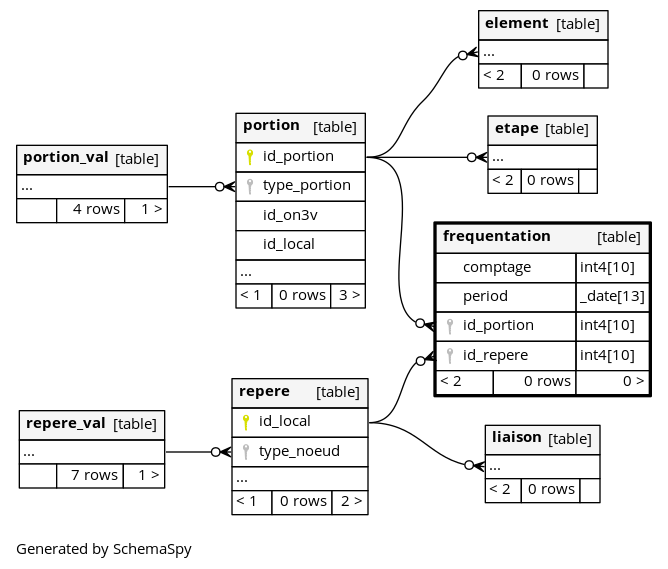 element [table]
...
< 2 0 rows
portion [table]
id_portion
type_portion
id_on3v
id_local
...
< 1 0 rows 3 >
etape [table]
...
< 2 0 rows
portion_val [table]
...
4 rows 1 >
frequentation [table]
comptage int4[10]
period _date[13]
id_portion int4[10]
id_repere int4[10]
< 2 0 rows 0 >
repere [table]
id_local
type_noeud
...
< 1 0 rows 2 >
repere_val [table]
...
7 rows 1 >
liaison [table]
...
< 2 0 rows
Generated by SchemaSpy